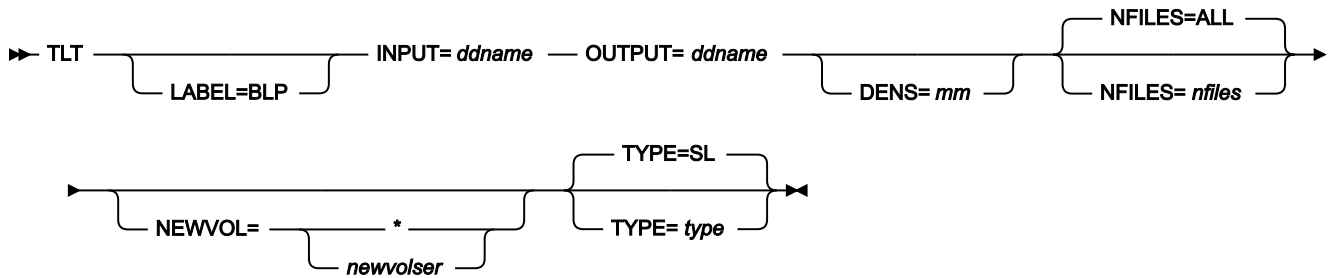 NFILES=ALL
TLT INPUT= ddname OUTPUT= ddname
LABEL=BLP DENS= mm NFILES= nfiles
TYPE=SL
NEWVOL= * TYPE= type
newvolser